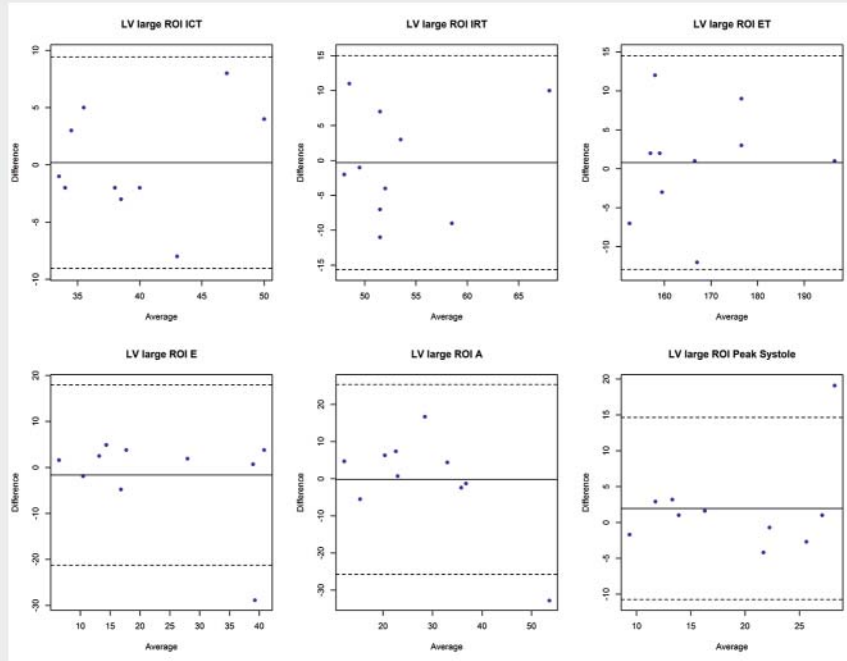 LV large ROI ICT
10
5
0
-5
-10
Difference
35 40 45 50
Average
LV large ROI IRT
15
10
5
0
-5
-10
-15
Difference
50 55 60 65
Average
LV large ROI ET
15
10
5
0
-5
-10
Difference
160 170 180 190
Average
LV large ROI E
20
10
0
-10
-20
-30
Difference
10 15 20 25 30 35 40
Average
LV large ROI A
20
10
0
-10
-20
-30
Difference
20 30 40 50
Average
LV large ROI Peak Systole
20
15
10
5
0
-5
-10
Difference
10 15 20 25
Average